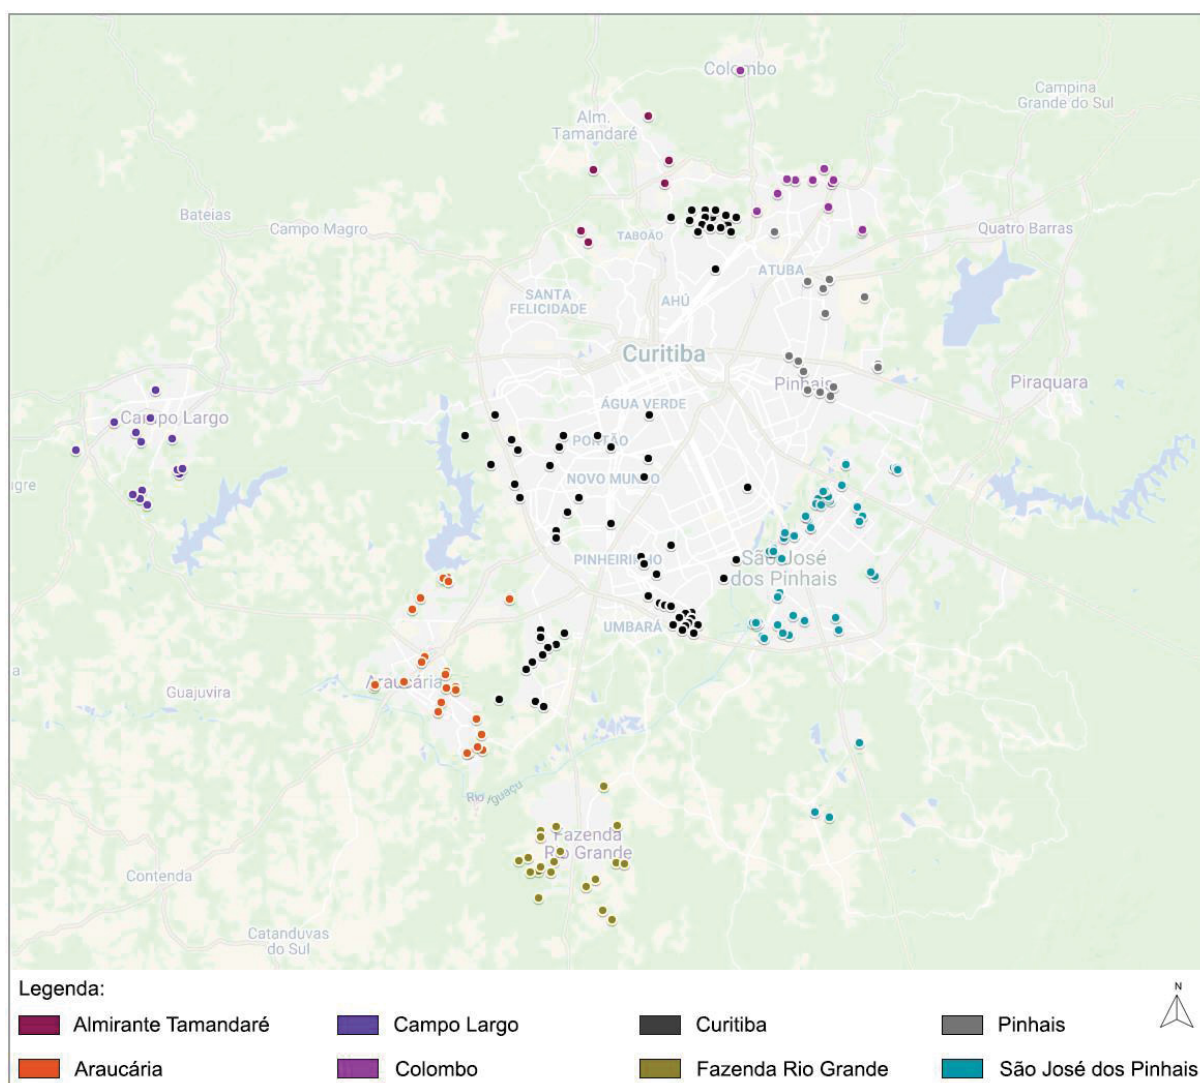 Colombo
Campina
Grande do Sul
Alm.
Tamandaré
Bateias
Campo Magro
TABOÃO
Quatro Barras
ATUBA
SANTA
FELICIDADE
AHÚ
Curitiba
Pinhais
Piraquara
ÁGUA VERDE
Campo Largo
PORTÃO
NOVO MUNDO
agre
PINHEIRINHO
São José
dos Pinhais
UMBARÁ
a
Araucária
Guajuvira
Rio Iguaçu
Fazenda
Rio Grande
Contenda
Catanduvas
do Sul
Legenda:
N
Almirante Tamandaré
Campo Largo
Curitiba
Pinhais
Araucária
Colombo
Fazenda Rio Grande
São José dos Pinhais